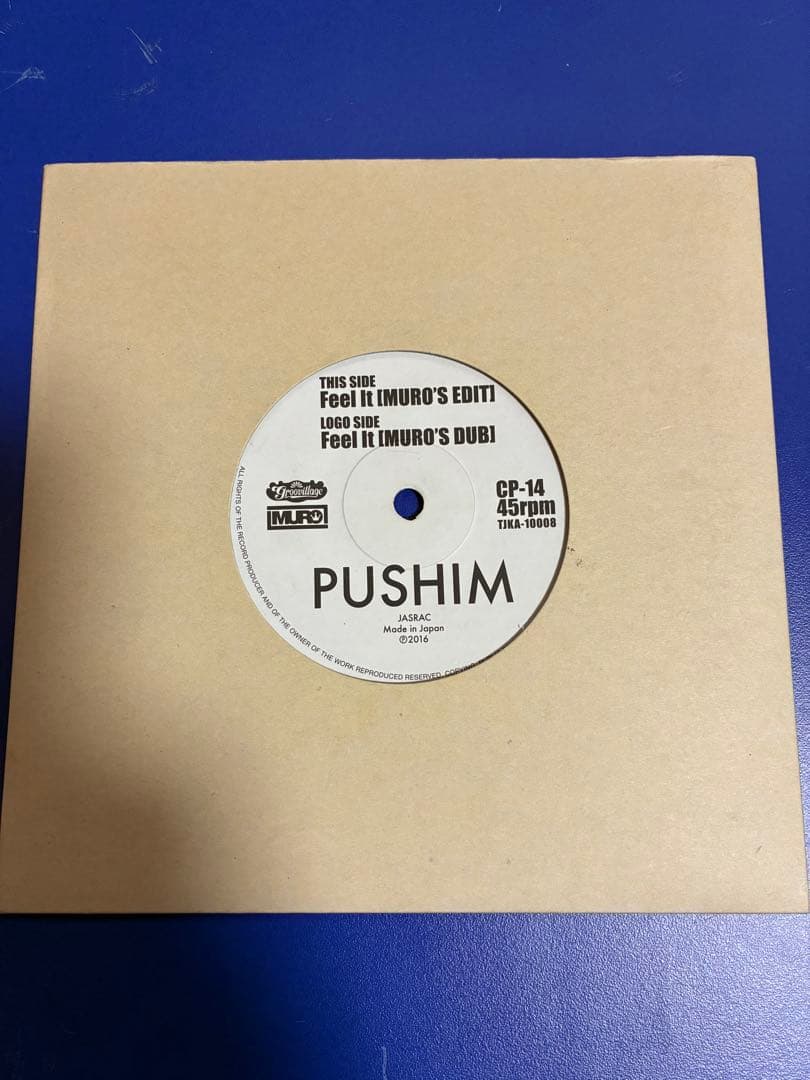 THIS SIDE
Feel It [MURO'S EDIT]
LOGO SIDE
Feel It [MURO'S DUB]
Groovillage
MURO
CP-14
45rpm
TJKA-10008
PUSHIM
JASRAC
Made in Japan
℗2016
ALL RIGHTS OF THE RECORD PRODUCER AND OF THE OWNER OF THE WORK REPRODUCED RESERVED.